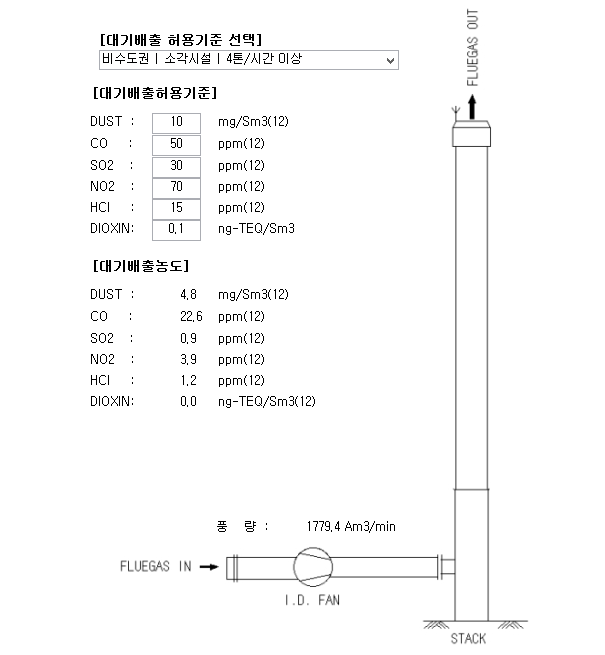 [대기배출 허용기준 선택]
비수도권 | 소각시설 | 4톤/시간 이상
[대기배출허용기준]
DUST : 10 mg/Sm3(12)
CO : 50 ppm(12)
SO2 : 30 ppm(12)
NO2 : 70 ppm(12)
HCl : 15 ppm(12)
DIOXIN: 0.1 ng-TEQ/Sm3
[대기배출농도]
DUST : 4.8 mg/Sm3(12)
CO : 22.6 ppm(12)
SO2 : 0.9 ppm(12)
NO2 : 3.9 ppm(12)
HCl : 1.2 ppm(12)
DIOXIN: 0.0 ng-TEQ/Sm3(12)
FLUEGAS OUT
풍 량 : 1779.4 Am3/min
FLUEGAS IN
I.D. FAN
STACK